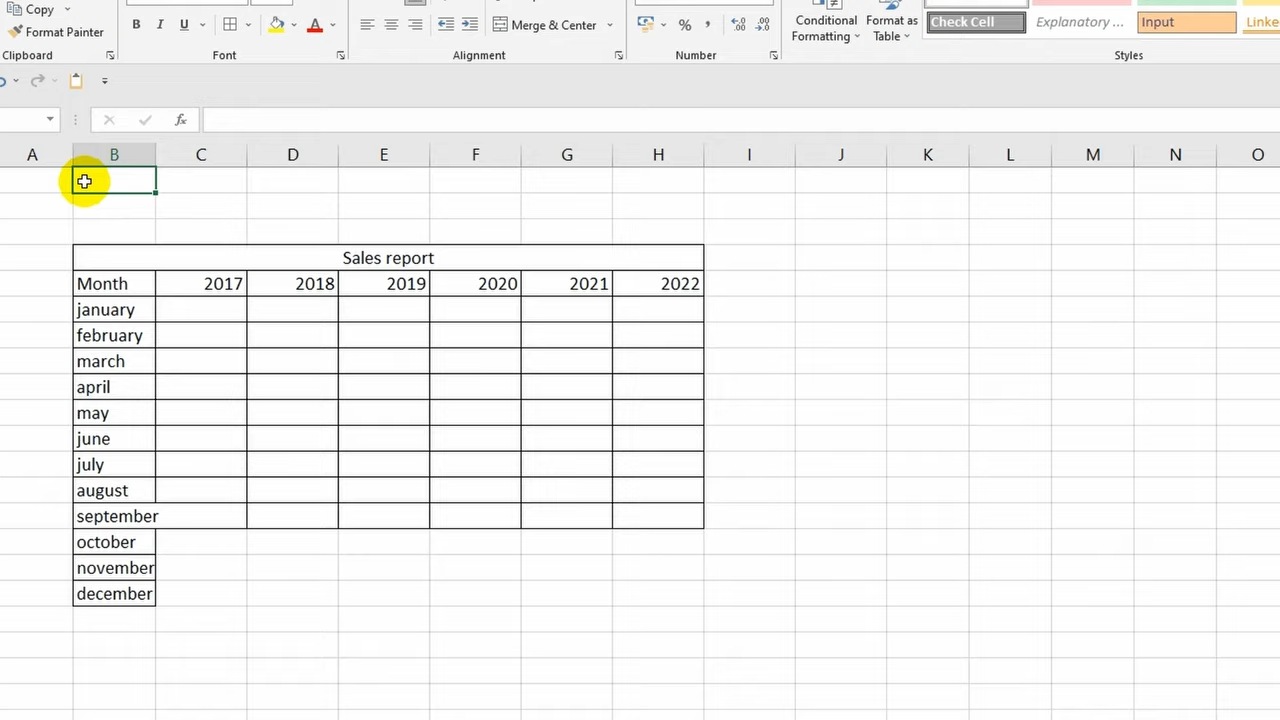 Copy
Format Painter
B I U A
Merge & Center
% ,
Conditional Formatting
Format as Table
Check Cell
Explanatory ...
Input
Clipboard
Font
Alignment
Number
Styles
fx
A B C D E F G H I J K L M N O
Sales report
Month 2017 2018 2019 2020 2021 2022
january
february
march
april
may
june
july
august
september
october
november
december